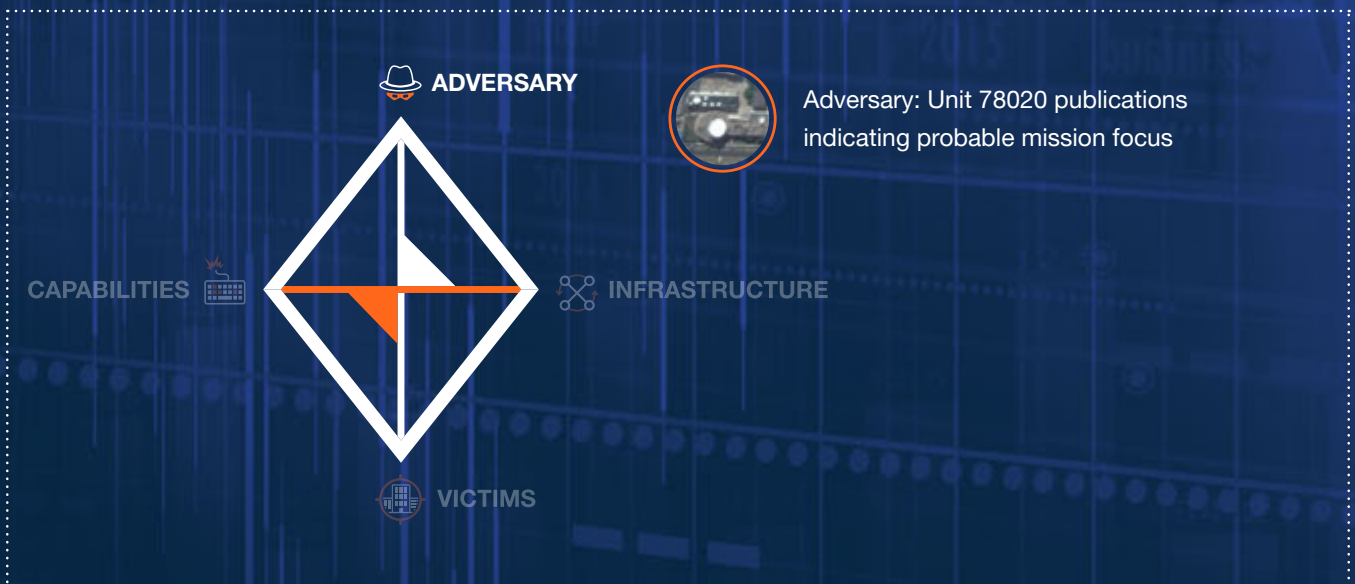 ADVERSARY
Adversary: Unit 78020 publications
indicating probable mission focus
CAPABILITIES
INFRASTRUCTURE
VICTIMS